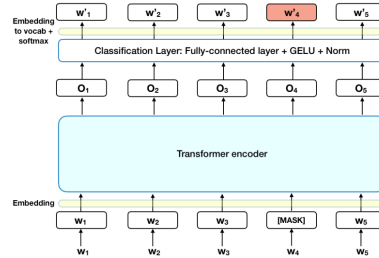 Embedding
to vocab +
softmax
w'1 w'2 w'3 w'4 w'5
Classification Layer: Fully-connected layer + GELU + Norm
O1 O2 O3 O4 O5
Transformer encoder
Embedding
w1 w2 w3 [MASK] w5
w1 w2 w3 w4 w5